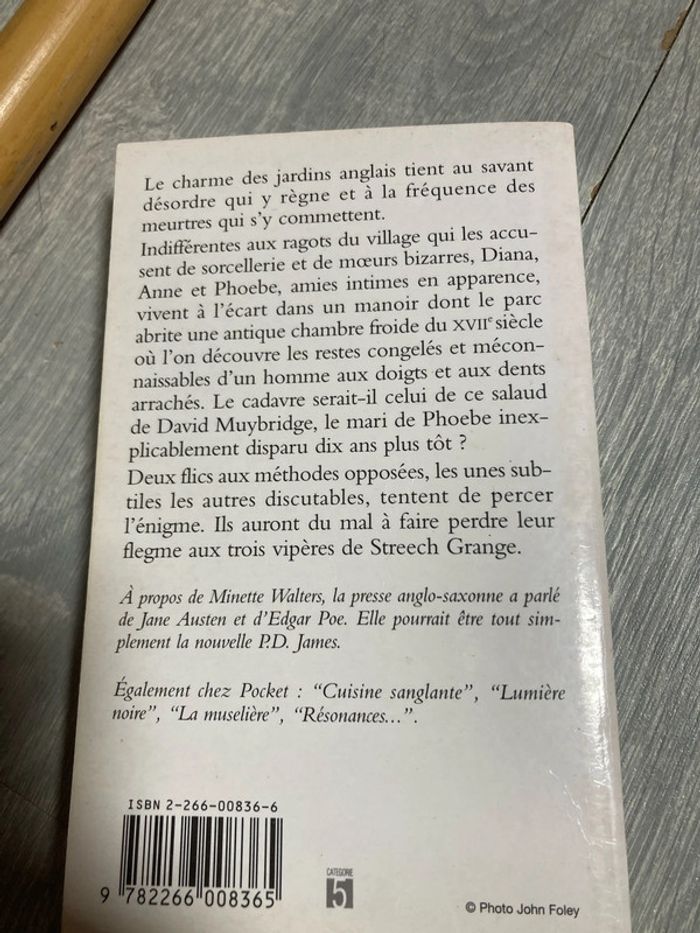 Le charme des jardins anglais tient au savant
désordre qui y règne et à la fréquence des
meurtres qui s'y commettent.
Indifférentes aux ragots du village qui les accu-
sent de sorcellerie et de mœurs bizarres, Diana,
Anne et Phoebe, amies intimes en apparence,
vivent à l'écart dans un manoir dont le parc
abrite une antique chambre froide du XVIIe siècle
où l'on découvre les restes congelés et mécon-
naissables d'un homme aux doigts et aux dents
arrachés. Le cadavre serait-il celui de ce salaud
de David Muybridge, le mari de Phoebe inex-
plicablement disparu dix ans plus tôt ?
Deux flics aux méthodes opposées, les unes sub-
tiles les autres discutables, tentent de percer
l'énigme. Ils auront du mal à faire perdre leur
flegme aux trois vipères de Streech Grange.
À propos de Minette Walters, la presse anglo-saxonne a parlé
de Jane Austen et d'Edgar Poe. Elle pourrait être tout sim-
plement la nouvelle P.D. James.
Également chez Pocket : “Cuisine sanglante”, “Lumière
noire”, “La muselière”, “Résonances...”.
ISBN 2-266-00836-6
9 782266 008365
CATEGORIE
5
© Photo John Foley